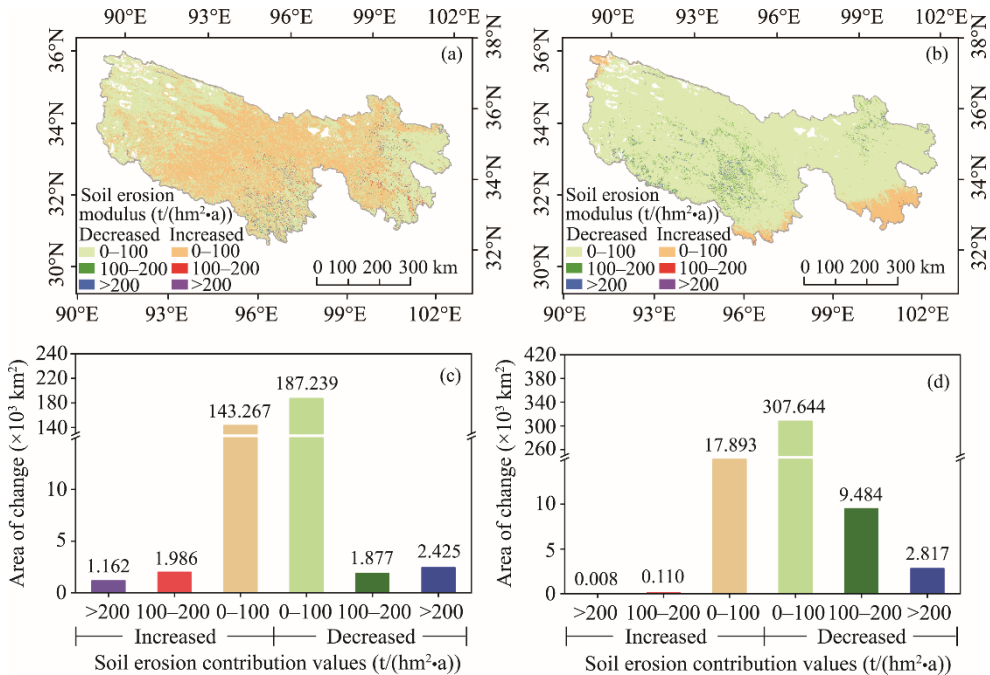 90°E 93°E 96°E 99°E 102°E
36°N
34°N
32°N
30°N
38°N
36°N
34°N
32°N
(a)
Soil erosion
modulus (t/(hm²•a))
Decreased Increased
0–100 0–100
100–200 100–200
>200 >200
0 100 200 300 km
90°E 93°E 96°E 99°E 102°E
90°E 93°E 96°E 99°E 102°E
36°N
34°N
32°N
30°N
38°N
36°N
34°N
32°N
(b)
Soil erosion
modulus (t/(hm²•a))
Decreased Increased
0–100 0–100
100–200 100–200
>200 >200
0 100 200 300 km
90°E 93°E 96°E 99°E 102°E
(c)
Area of change (×10³ km²)
240
220
180
140
10
5
0
1.162
1.986
143.267
187.239
1.877
2.425
>200 100–200 0–100 0–100 100–200 >200
Increased Decreased
Soil erosion contribution values (t/(hm²•a))
(d)
Area of change (×10³ km²)
420
360
300
260
10
5
0
0.008
0.110
17.893
307.644
9.484
2.817
>200 100–200 0–100 0–100 100–200 >200
Increased Decreased
Soil erosion contribution values (t/(hm²•a))